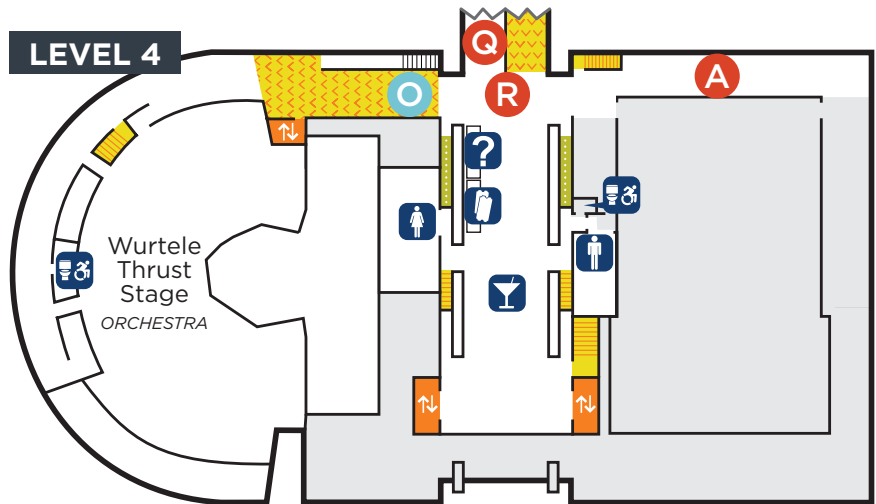 LEVEL 4
Q
A
O
R
?
Wurtele
Thrust
Stage
ORCHESTRA